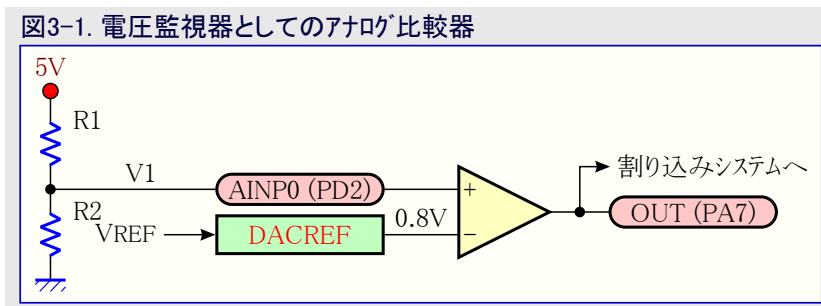 図3-1. 電圧監視器としてのアナログ比較器
5V
R1
V1
AINP0 (PD2)
+
割り込みシステムへ
R2
VREF
DACREF
0.8V
−
OUT (PA7)